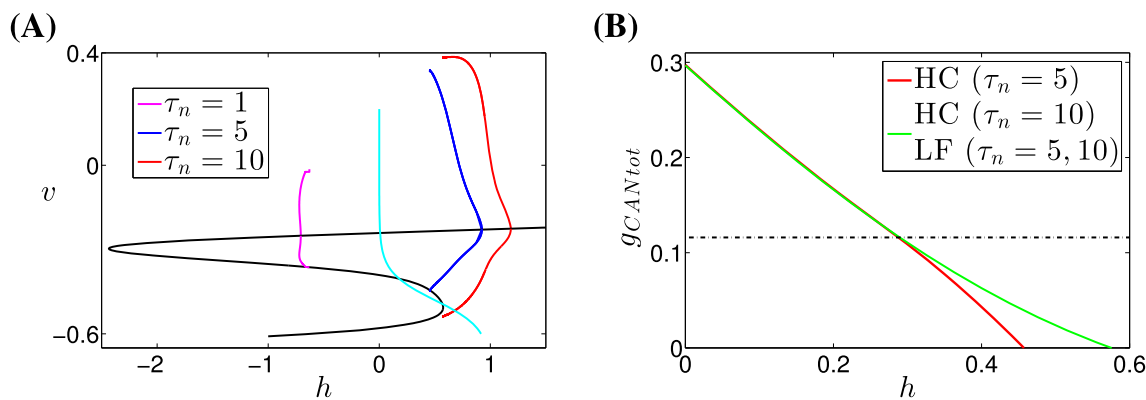 (A)
0.4
0
−0.6
v
τn = 1
τn = 5
τn = 10
−2
−1
0
1
h
(B)
0.3
0.2
0.1
0
gCANtot
HC (τn = 5)
HC (τn = 10)
LF (τn = 5, 10)
0
0.2
0.4
0.6
h